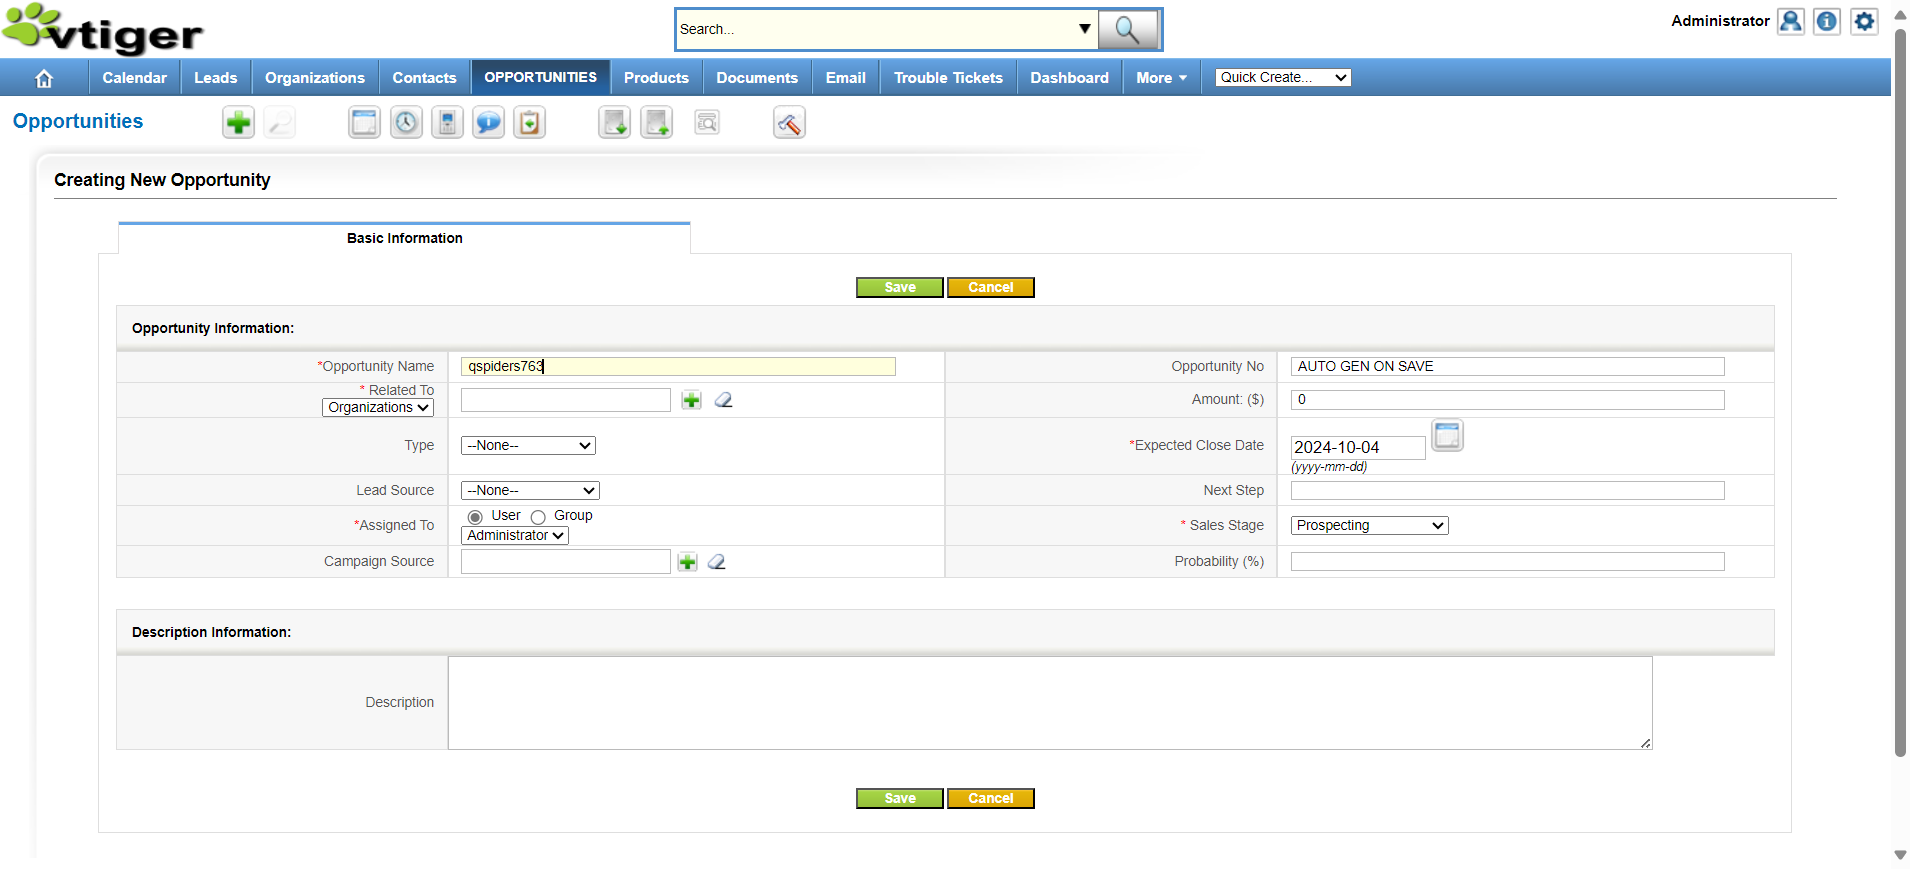 vtiger
Search...
Administrator
Calendar Leads Organizations Contacts OPPORTUNITIES Products Documents Email Trouble Tickets Dashboard More Quick Create...
Opportunities
Creating New Opportunity
Basic Information
Save Cancel
Opportunity Information:
*Opportunity Name qspiders763 Opportunity No AUTO GEN ON SAVE
* Related To
Organizations Amount: ($) 0
Type --None-- *Expected Close Date 2024-10-04
(yyyy-mm-dd)
Lead Source --None-- Next Step
*Assigned To User Group
Administrator * Sales Stage Prospecting
Campaign Source Probability (%)
Description Information:
Description
Save Cancel